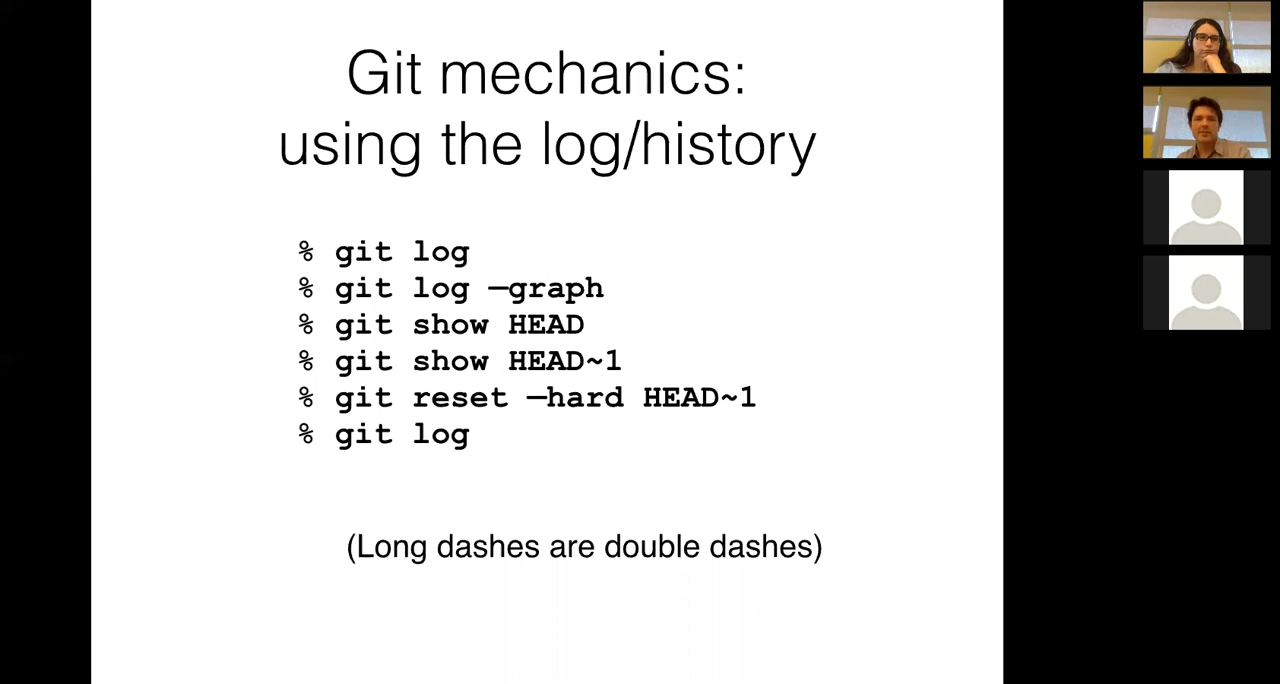 Git mechanics:
using the log/history
% git log
% git log —graph
% git show HEAD
% git show HEAD~1
% git reset —hard HEAD~1
% git log
(Long dashes are double dashes)